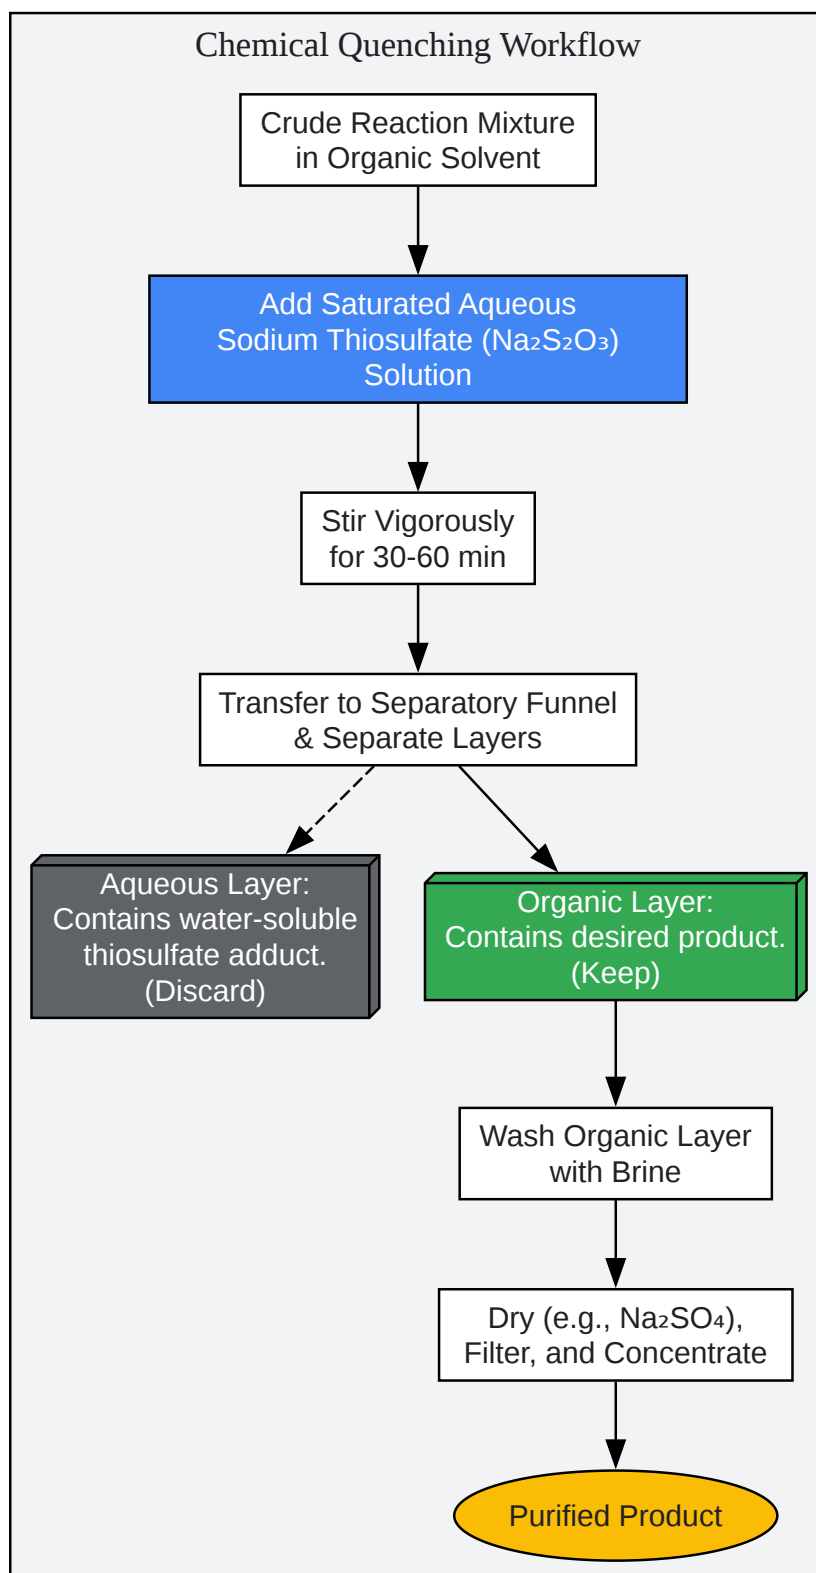 Chemical Quenching Workflow
Crude Reaction Mixture
in Organic Solvent
Add Saturated Aqueous
Sodium Thiosulfate (Na₂S₂O₃)
Solution
Stir Vigorously
for 30-60 min
Transfer to Separatory Funnel
& Separate Layers
Aqueous Layer:
Contains water-soluble
thiosulfate adduct.
(Discard)
Organic Layer:
Contains desired product.
(Keep)
Wash Organic Layer
with Brine
Dry (e.g., Na₂SO₄),
Filter, and Concentrate
Purified Product